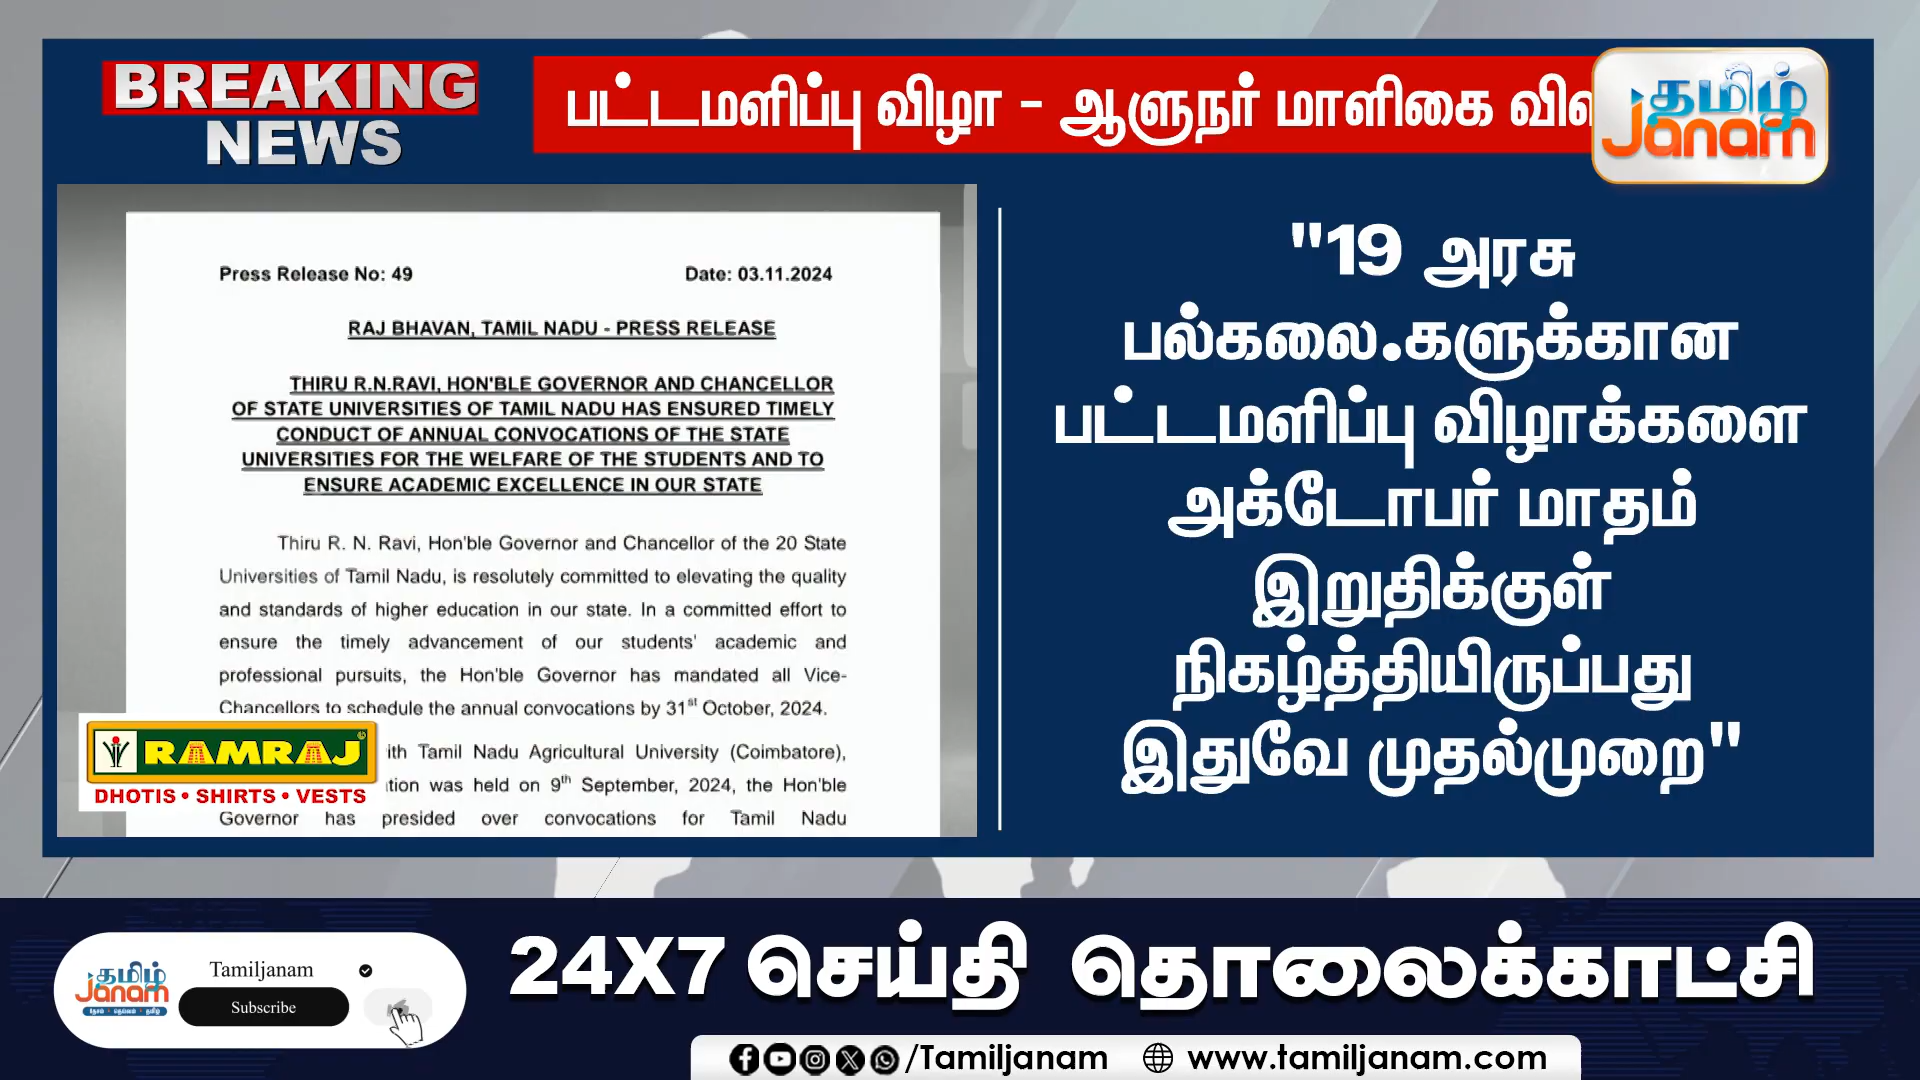 BREAKING
NEWS
பட்டமளிப்பு விழா - ஆளுநர் மாளிகை
தமிழ்
Janam
Press Release No: 49 Date: 03.11.2024
RAJ BHAVAN, TAMIL NADU - PRESS RELEASE
THIRU R.N.RAVI, HON'BLE GOVERNOR AND CHANCELLOR
OF STATE UNIVERSITIES OF TAMIL NADU HAS ENSURED TIMELY
CONDUCT OF ANNUAL CONVOCATIONS OF THE STATE
UNIVERSITIES FOR THE WELFARE OF THE STUDENTS AND TO
ENSURE ACADEMIC EXCELLENCE IN OUR STATE
Thiru R. N. Ravi, Hon'ble Governor and Chancellor of the 20 State
Universities of Tamil Nadu, is resolutely committed to elevating the quality
and standards of higher education in our state. In a committed effort to
ensure the timely advancement of our students' academic and
professional pursuits, the Hon'ble Governor has mandated all Vice-
Chancellors to schedule the annual convocations by 31st October, 2024.
Tamil Nadu Agricultural University (Coimbatore),
was held on 9th September, 2024, the Hon'ble
Governor has presided over convocations for Tamil Nadu
RAMRAJ
DHOTIS • SHIRTS • VESTS
"19 அரசு
பல்கலை.களுக்கான
பட்டமளிப்பு விழாக்களை
அக்டோபர் மாதம்
இறுதிக்குள்
நிகழ்த்தியிருப்பது
இதுவே முதல்முறை"
தமிழ்
Janam
Tamiljanam
Subscribe
24X7 செய்தி தொலைக்காட்சி
/Tamiljanam www.tamiljanam.com